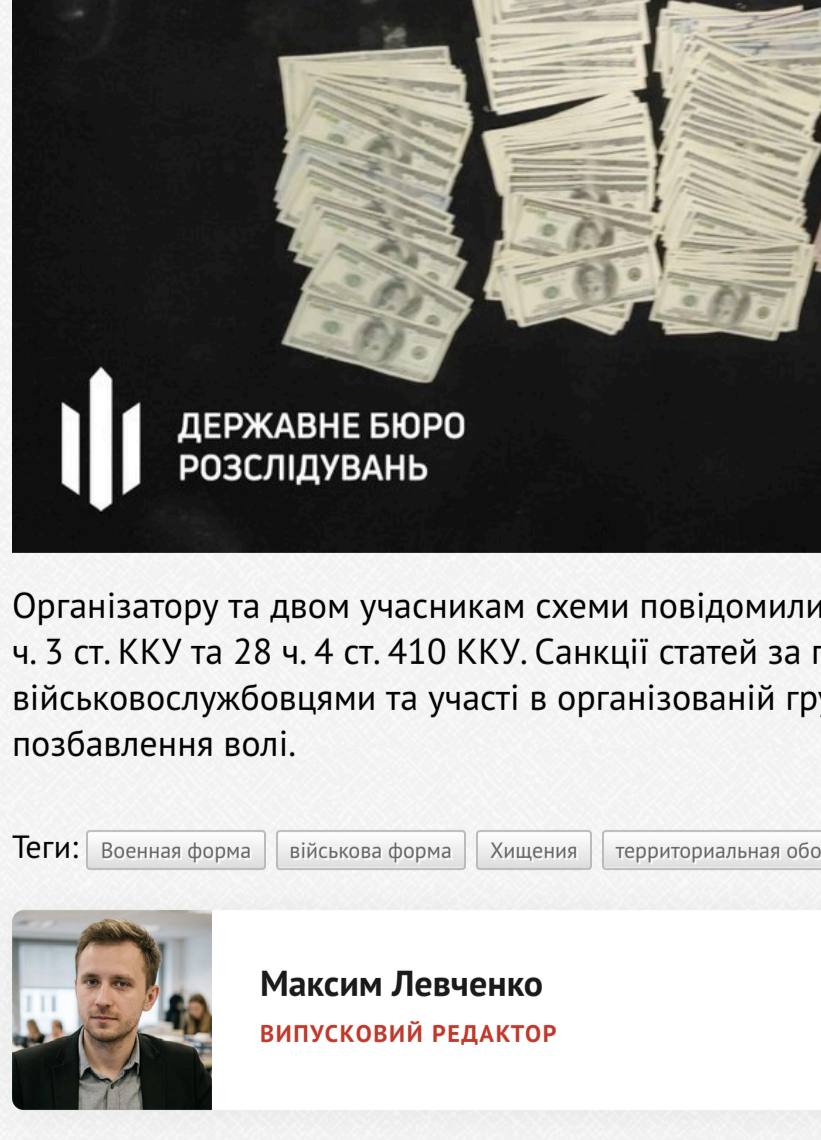 ДЕРЖАВНЕ БЮРО
РОЗСЛІДУВАНЬ
Організатору та двом учасникам схеми повідомили
ч. 3 ст. ККУ та 28 ч. 4 ст. 410 ККУ. Санкції статей за
військовослужбовцями та участі в організованій
позбавлення волі.
Теги: Военная форма військова форма Хищения территориальная
Максим Левченко
ВИПУСКОВИЙ РЕДАКТОР